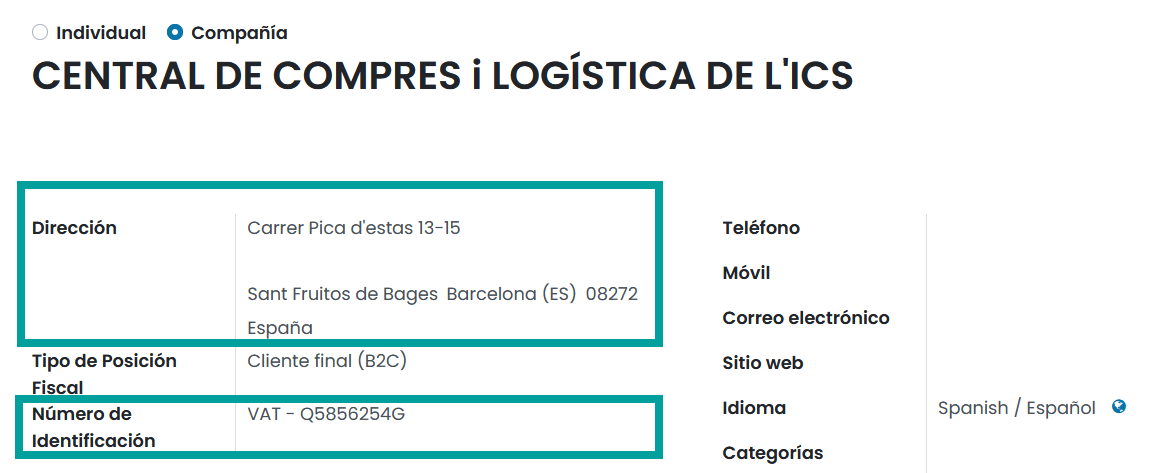 Individual Compañía
CENTRAL DE COMPRES i LOGÍSTICA DE L'ICS
Dirección
Carrer Pica d'estas 13-15
Sant Fruitos de Bages Barcelona (ES) 08272
España
Tipo de Posición
Fiscal
Cliente final (B2C)
Número de
Identificación
VAT - Q5856254G
Teléfono
Móvil
Correo electrónico
Sitio web
Idioma Spanish / Español
Categorías